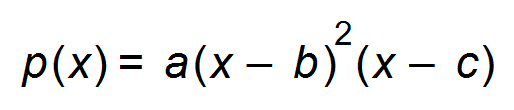 p(x) = a(x – b)²(x – c)